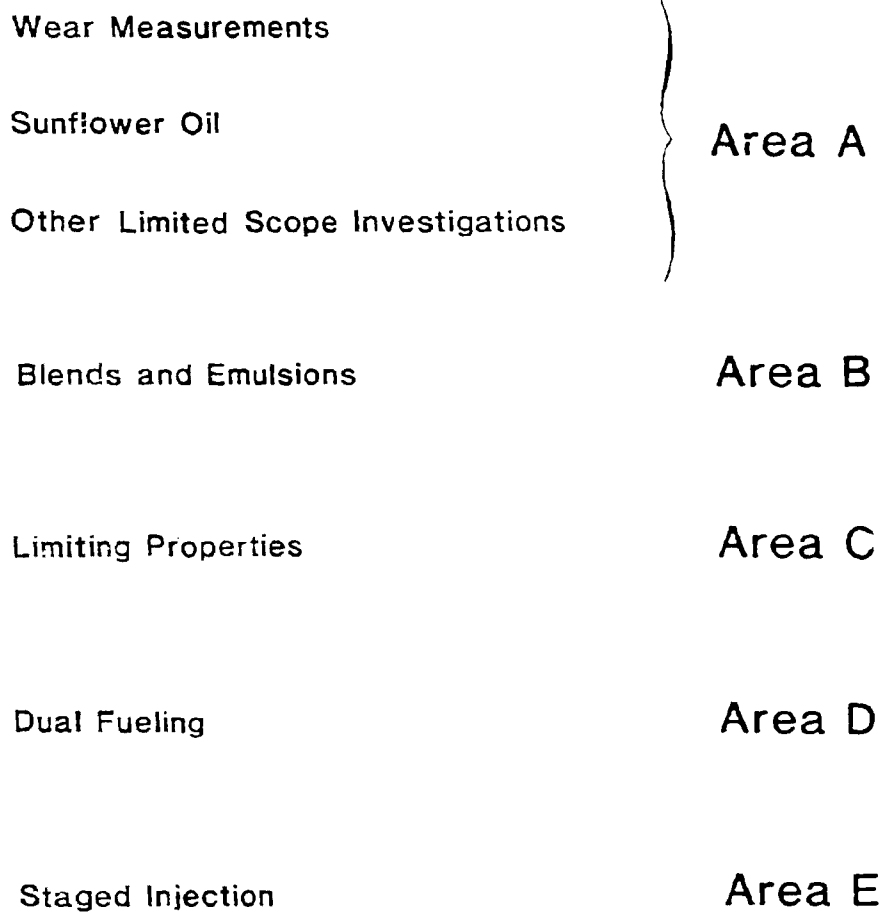 Wear Measurements
Sunflower Oil
Area A
Other Limited Scope Investigations
Blends and Emulsions Area B
Limiting Properties Area C
Dual Fueling Area D
Staged Injection Area E